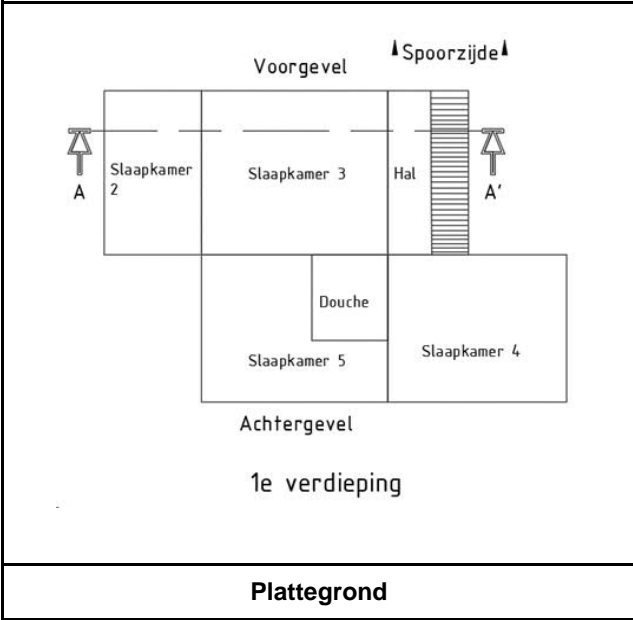 Spoorzijde
Voorgevel
Slaapkamer
2
Slaapkamer 3
Hal
A
A'
Douche
Slaapkamer 5
Slaapkamer 4
Achtergevel
1e verdieping
Plattegrond